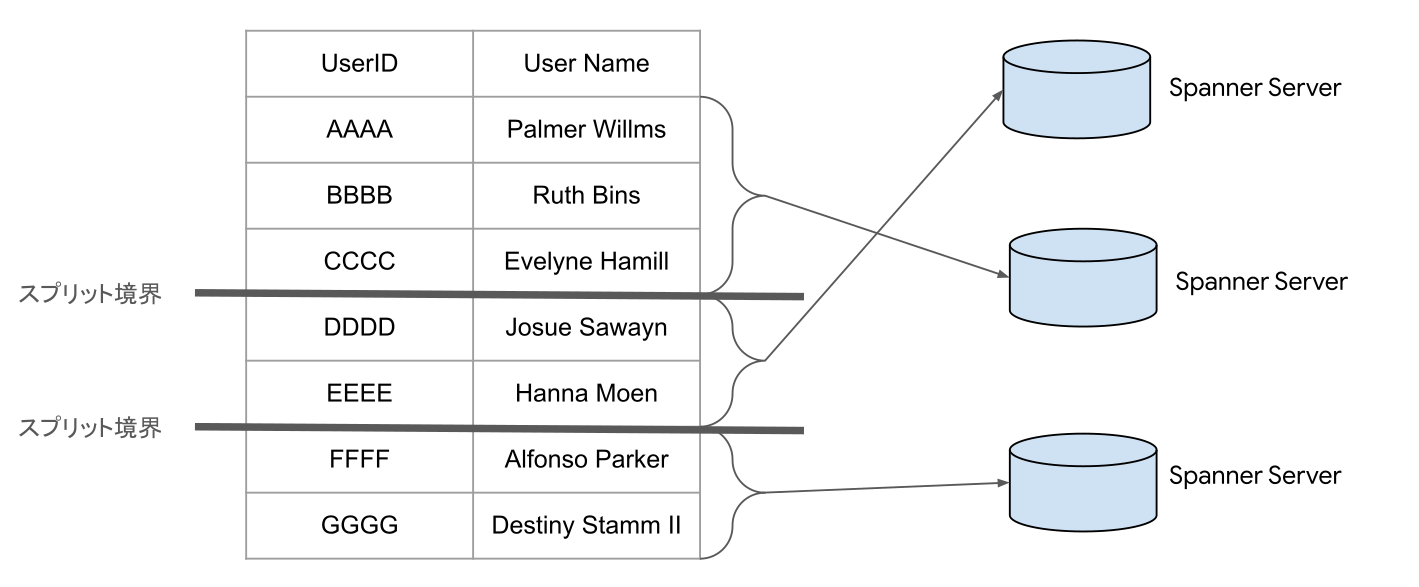 UserID User Name
AAAA Palmer Willms
BBBB Ruth Bins
CCCC Evelyne Hamill
スプリット境界
DDDD Josue Sawayn
EEEE Hanna Moen
スプリット境界
FFFF Alfonso Parker
GGGG Destiny Stamm II
Spanner Server
Spanner Server
Spanner Server